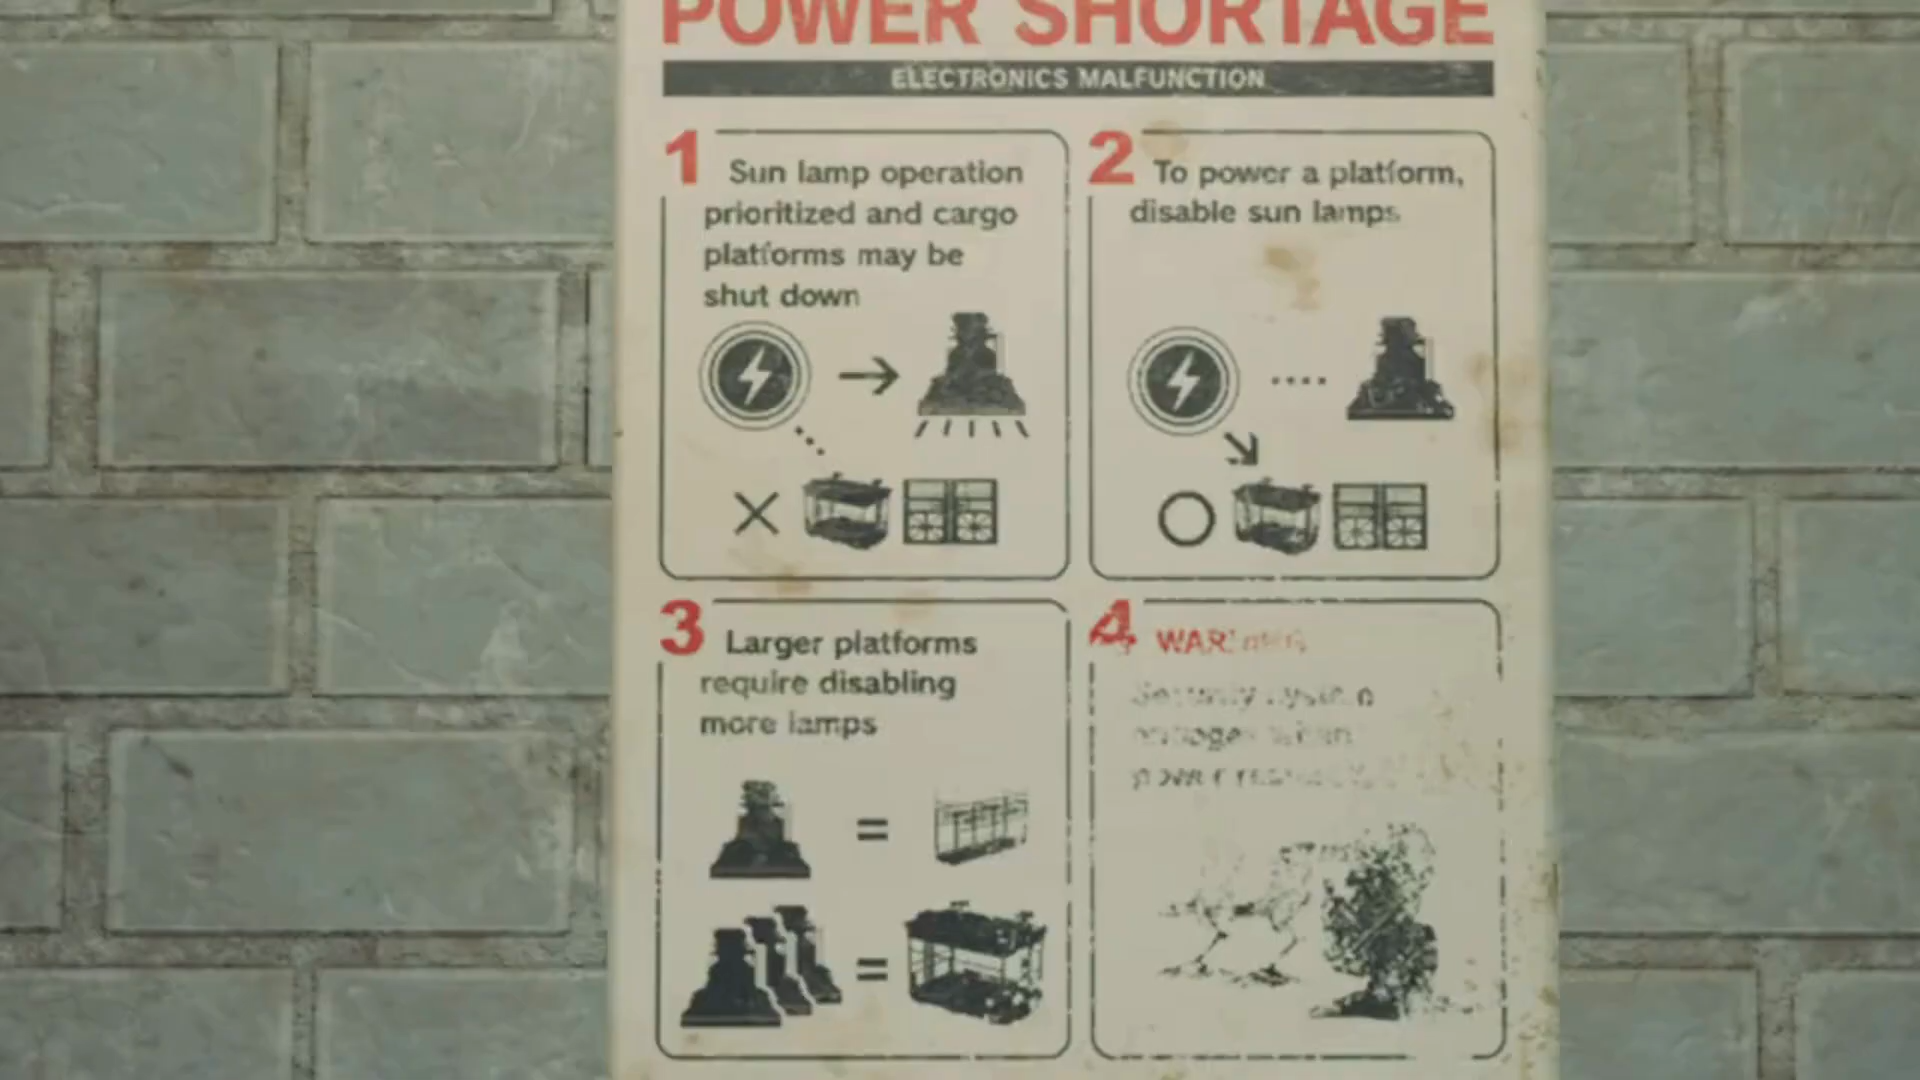 POWER SHORTAGE
ELECTRONICS MALFUNCTION
1
Sun lamp operation
prioritized and cargo
platforms may be
shut down
2
To power a platform,
disable sun lamps
3
Larger platforms
require disabling
more lamps
4